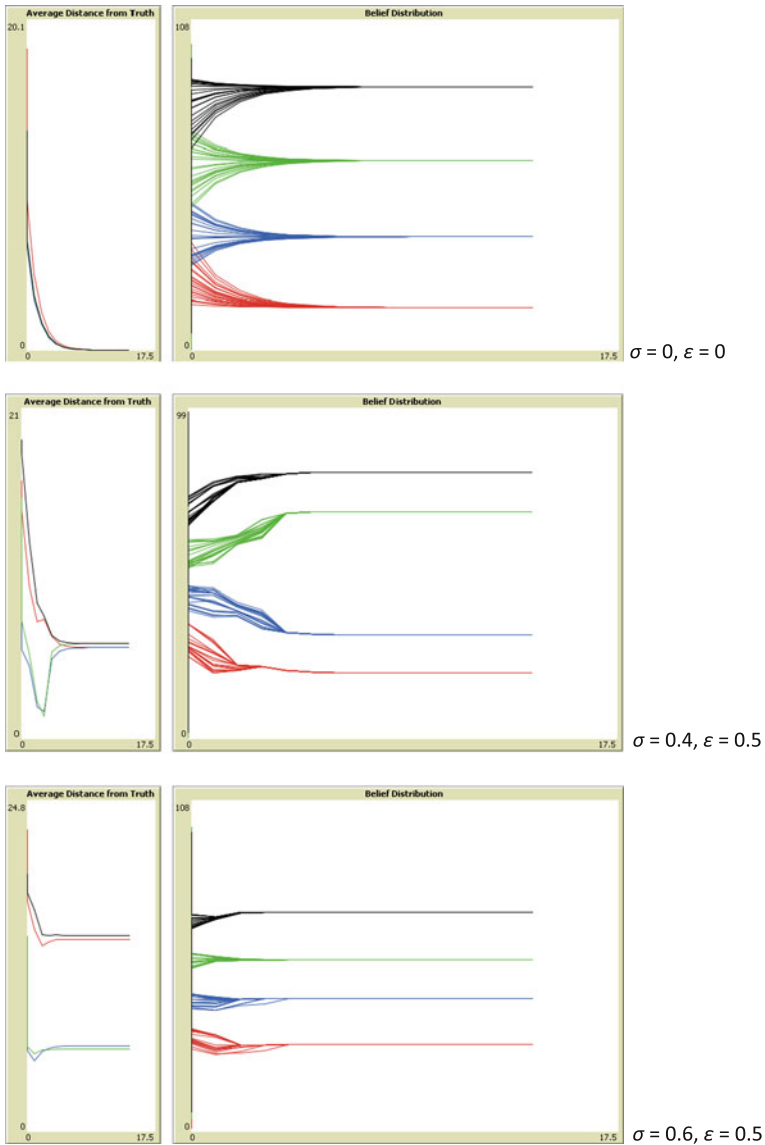 Average Distance from Truth
20.1
0
0 17.5
Belief Distribution
108
0
0 17.5
σ = 0, ε = 0
Average Distance from Truth
21
0
0 17.5
Belief Distribution
99
0
0 17.5
σ = 0.4, ε = 0.5
Average Distance from Truth
24.8
0
0 17.5
Belief Distribution
108
0
0 17.5
σ = 0.6, ε = 0.5